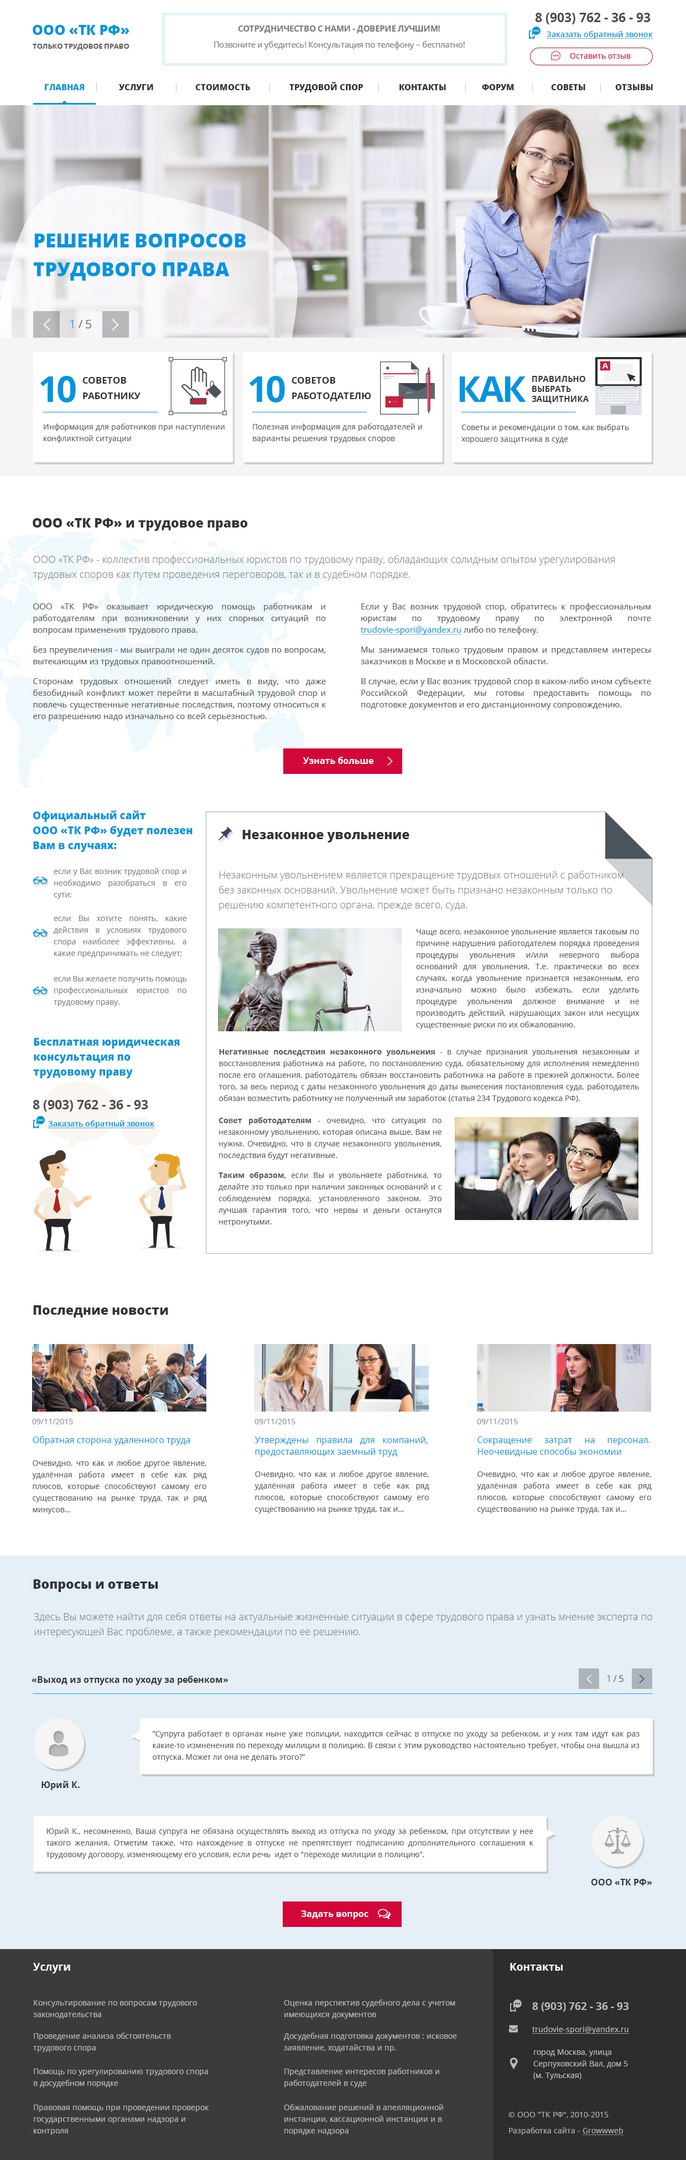 ООО «ТК РФ»
ТОЛЬКО ТРУДОВОЕ ПРАВО
СОТРУДНИЧЕСТВО С НАМИ - ДОВЕРИЕ ЛУЧШИМ!
Позвоните и убедитесь! Консультация по телефону – бесплатно!
8 (903) 762 - 36 - 93
Заказать обратный звонок
Оставить отзыв
ГЛАВНАЯ УСЛУГИ СТОИМОСТЬ ТРУДОВОЙ СПОР КОНТАКТЫ ФОРУМ СОВЕТЫ ОТЗЫВЫ
РЕШЕНИЕ ВОПРОСОВ
ТРУДОВОГО ПРАВА
1 / 5
10 СОВЕТОВ
РАБОТНИКУ
Информация для работников при наступлении
конфликтной ситуации
10 СОВЕТОВ
РАБОТОДАТЕЛЮ
Полезная информация для работодателей и
варианты решения трудовых споров
КАК ПРАВИЛЬНО
ВЫБРАТЬ
ЗАЩИТНИКА
A
Советы и рекомендации о том, как выбрать
хорошего защитника в суде
ООО «ТК РФ» и трудовое право
ООО «ТК РФ» - коллектив профессиональных юристов по трудовому праву, обладающих солидным опытом урегулирования
трудовых споров как путем проведения переговоров, так и в судебном порядке.
ООО «ТК РФ» оказывает юридическую помощь работникам и
работодателям при возникновении у них спорных ситуаций по
вопросам применения трудового права.
Без преувеличения - мы выиграли не один десяток судов по вопросам,
вытекающим из трудовых правоотношений.
Сторонам трудовых отношений следует иметь в виду, что даже
безобидный конфликт может перейти в масштабный трудовой спор и
повлечь существенные негативные последствия, поэтому относиться к
его разрешению надо изначально со всей серьезностью.
Если у Вас возник трудовой спор, обратитесь к профессиональным
юристам по трудовому праву по электронной почте
trudovie-spori@yandex.ru либо по телефону.
Мы занимаемся только трудовым правом и представляем интересы
заказчиков в Москве и в Московской области.
В случае, если у Вас возник трудовой спор в каком-либо ином субъекте
Российской Федерации, мы готовы предоставить помощь по
подготовке документов и его дистанционному сопровождению.
Узнать больше
Официальный сайт
ООО «ТК РФ» будет полезен
Вам в случаях:
если у Вас возник трудовой спор и
необходимо разобраться в его
сути;
если Вы хотите понять, какие
действия в условиях трудового
спора наиболее эффективны, а
какие предпринимать не следует;
если Вы желаете получить помощь
профессиональных юристов по
трудовому праву.
Бесплатная юридическая
консультация по
трудовому праву
8 (903) 762 - 36 - 93
Заказать обратный звонок
Незаконное увольнение
Незаконным увольнением является прекращение трудовых отношений с работником
без законных оснований. Увольнение может быть признано незаконным только по
решению компетентного органа, прежде всего, суда.
Чаще всего, незаконное увольнение является таковым по
причине нарушения работодателем порядка проведения
процедуры увольнения и/или неверного выбора
оснований для увольнения. Т.е. практически во всех
случаях, когда увольнение признается незаконным, его
изначально можно было избежать, если уделить
процедуре увольнения должное внимание и не
производить действий, нарушающих закон или несущих
существенные риски по их обжалованию.
Негативные последствия незаконного увольнения - в случае признания увольнения незаконным и
восстановления работника на работе, по постановлению суда, обязательному для исполнения немедленно
после его оглашения, работодатель обязан восстановить работника на работе в прежней должности. Более
того, за весь период с даты незаконного увольнения до даты вынесения постановления суда, работодатель
обязан возместить работнику не полученный им заработок (статья 234 Трудового кодекса РФ).
Совет работодателям - очевидно, что ситуация по
незаконному увольнению, которая описана выше, Вам не
нужна. Очевидно, что в случае незаконного увольнения,
последствия будут негативные.
Таким образом, если Вы и увольняете работника, то
делайте это только при наличии законных оснований и с
соблюдением порядка, установленного законом. Это
лучшая гарантия того, что нервы и деньги останутся
нетронутыми.
Последние новости
09/11/2015
Обратная сторона удаленного труда
Очевидно, что как и любое другое явление,
удалённая работа имеет в себе как ряд
плюсов, которые способствуют самому его
существованию на рынке труда, так и ряд
минусов...
09/11/2015
Утверждены правила для компаний,
предоставляющих заемный труд
Очевидно, что как и любое другое явление,
удалённая работа имеет в себе как ряд
плюсов, которые способствуют самому его
существованию на рынке труда, так и...
09/11/2015
Сокращение затрат на персонал.
Неочевидные способы экономии
Очевидно, что как и любое другое явление,
удалённая работа имеет в себе как ряд
плюсов, которые способствуют самому его
существованию на рынке труда, так и...
Вопросы и ответы
Здесь Вы можете найти для себя ответы на актуальные жизненные ситуации в сфере трудового права и узнать мнение эксперта по
интересующей Вас проблеме, а также рекомендации по ее решению.
«Выход из отпуска по уходу за ребенком»
1 / 5
"Супруга работает в органах ныне уже полиции, находится сейчас в отпуске по уходу за ребенком, и у них там идут как раз
какие-то измненения по переходу милиции в полицию. В связи с этим руководство настоятельно требует, чтобы она вышла из
отпуска. Может ли она не делать этого?"
Юрий К.
Юрий К., несомненно, Ваша супруга не обязана осуществлять выход из отпуска по уходу за ребенком, при отсутствии у нее
такого желания. Отметим также, что нахождение в отпуске не препятствует подписанию дополнительного соглашения к
трудовому договору, изменяющему его условия, если речь идет о "переходе милиции в полицию".
ООО «ТК РФ»
Задать вопрос
Услуги
Консультирование по вопросам трудового
законодательства
Проведение анализа обстоятельств
трудового спора
Помощь по урегулированию трудового спора
в досудебном порядке
Правовая помощь при проведении проверок
государственными органами надзора и
контроля
Оценка перспектив судебного дела с учетом
имеющихся документов
Досудебная подготовка документов : исковое
заявление, ходатайства и пр.
Представление интересов работников и
работодателей в суде
Обжалование решений в апелляционной
инстанции, кассационной инстанции и в
порядке надзора
Контакты
8 (903) 762 - 36 - 93
trudovie-spori@yandex.ru
город Москва, улица
Серпуховский Вал, дом 5
(м. Тульская)
© ООО "ТК РФ", 2010-2015
Разработка сайта - Growwweb